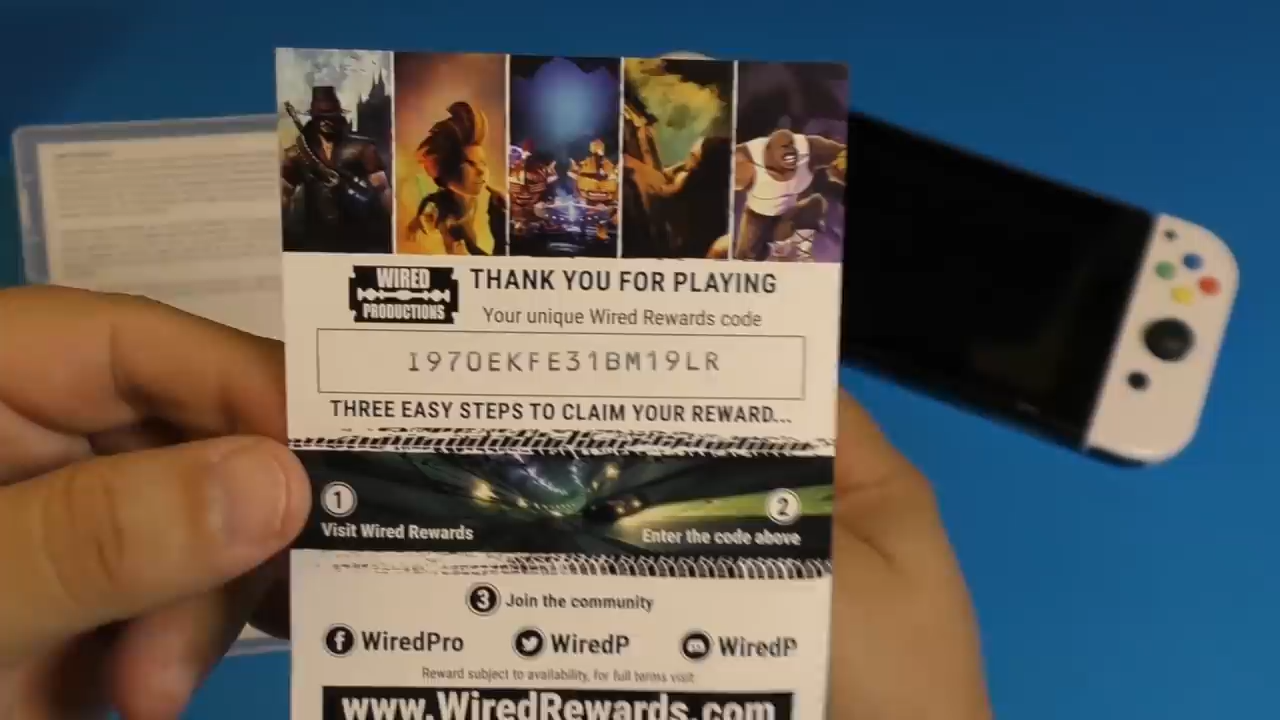 WIRED
PRODUCTIONS
THANK YOU FOR PLAYING
Your unique Wired Rewards code
I97OEKFE31BM19LR
THREE EASY STEPS TO CLAIM YOUR REWARD...
1
Visit Wired Rewards
2
Enter the code above
3 Join the community
f WiredPro WiredP WiredP
Reward subject to availability, for full terms visit:
www.WiredRewards.com